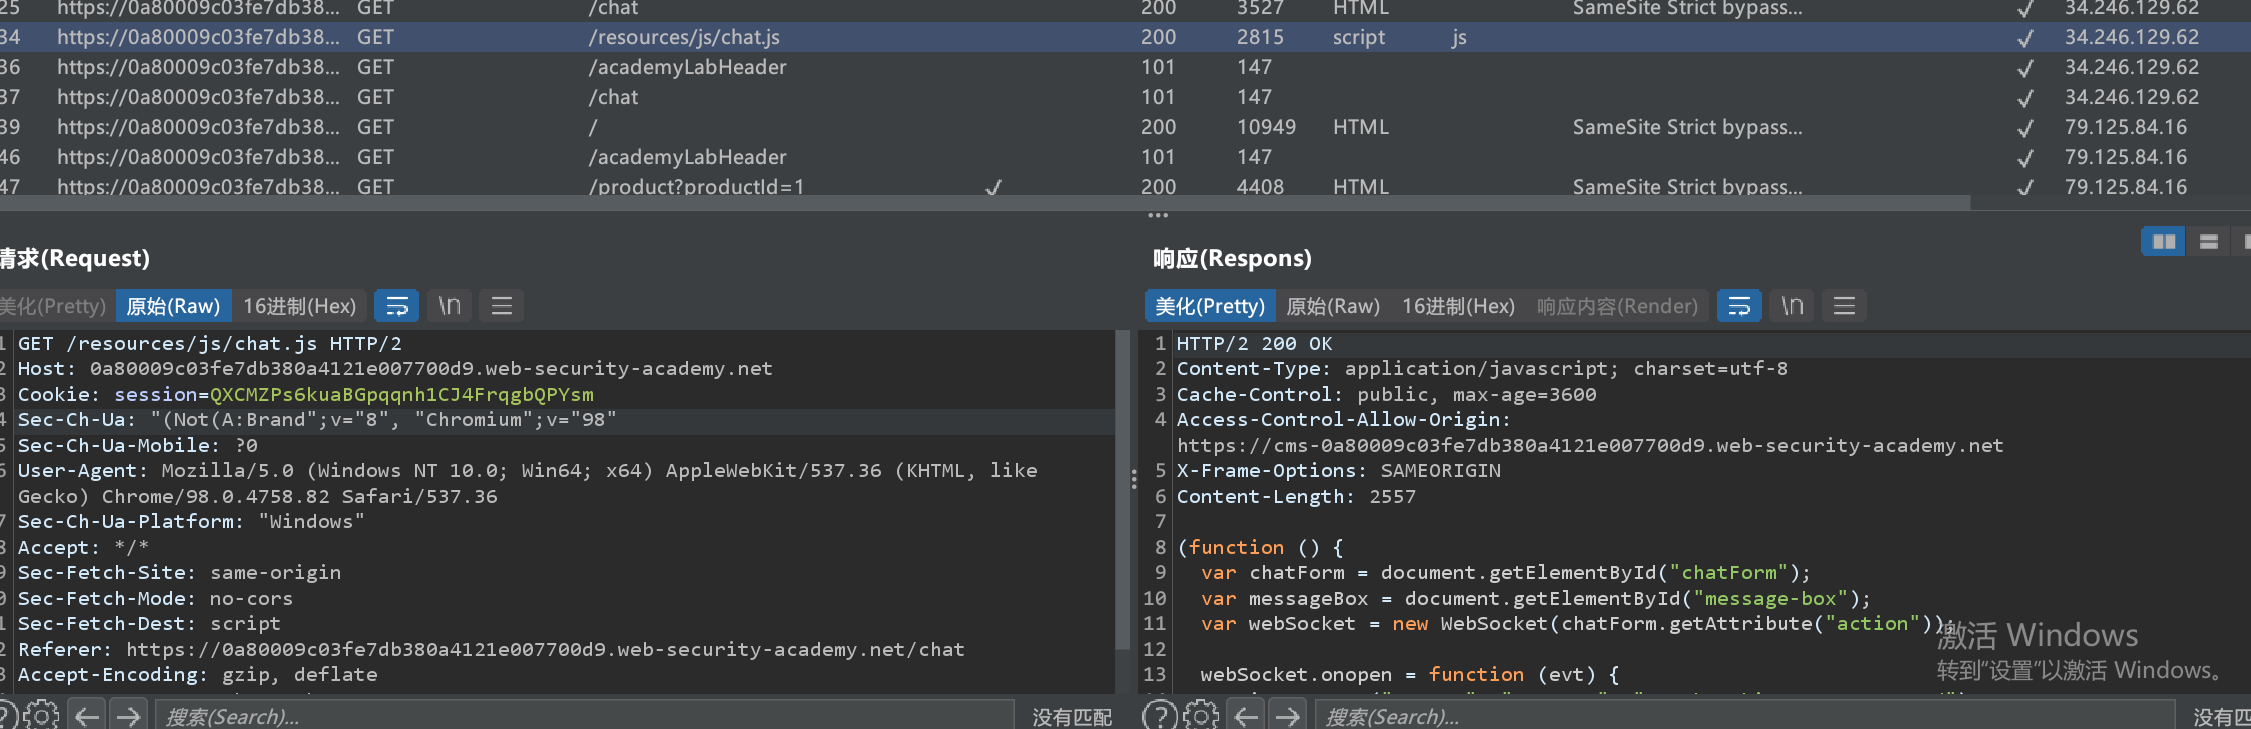 25 https://0a80009c03fe7db38... GET /chat 200 3527 HTML SameSite Strict bypass... ✓ 34.246.129.62
34 https://0a80009c03fe7db38... GET /resources/js/chat.js 200 2815 script js ✓ 34.246.129.62
36 https://0a80009c03fe7db38... GET /academyLabHeader 101 147 ✓ 34.246.129.62
37 https://0a80009c03fe7db38... GET /chat 101 147 ✓ 34.246.129.62
39 https://0a80009c03fe7db38... GET / 200 10949 HTML SameSite Strict bypass... ✓ 79.125.84.16
46 https://0a80009c03fe7db38... GET /academyLabHeader 101 147 ✓ 79.125.84.16
47 https://0a80009c03fe7db38... GET /product?productId=1 ✓ 200 4408 HTML SameSite Strict bypass... ✓ 79.125.84.16
请求(Request)
美化(Pretty) 原始(Raw) 16进制(Hex) \n
1 GET /resources/js/chat.js HTTP/2
2 Host: 0a80009c03fe7db380a4121e007700d9.web-security-academy.net
3 Cookie: session=QXCMZPs6kuaBGpqqnh1CJ4FrqgbQPYsm
4 Sec-Ch-Ua: "(Not(A:Brand";v="8", "Chromium";v="98"
5 Sec-Ch-Ua-Mobile: ?0
6 User-Agent: Mozilla/5.0 (Windows NT 10.0; Win64; x64) AppleWebKit/537.36 (KHTML, like
Gecko) Chrome/98.0.4758.82 Safari/537.36
7 Sec-Ch-Ua-Platform: "Windows"
8 Accept: */*
9 Sec-Fetch-Site: same-origin
0 Sec-Fetch-Mode: no-cors
1 Sec-Fetch-Dest: script
2 Referer: https://0a80009c03fe7db380a4121e007700d9.web-security-academy.net/chat
3 Accept-Encoding: gzip, deflate
搜索(Search)... 没有匹配
响应(Respons)
美化(Pretty) 原始(Raw) 16进制(Hex) 响应内容(Render) \n
1 HTTP/2 200 OK
2 Content-Type: application/javascript; charset=utf-8
3 Cache-Control: public, max-age=3600
4 Access-Control-Allow-Origin:
https://cms-0a80009c03fe7db380a4121e007700d9.web-security-academy.net
5 X-Frame-Options: SAMEORIGIN
6 Content-Length: 2557
7
8 (function () {
9 var chatForm = document.getElementById("chatForm");
10 var messageBox = document.getElementById("message-box");
11 var webSocket = new WebSocket(chatForm.getAttribute("action"));
12
13 webSocket.onopen = function (evt) {
激活 Windows
转到"设置"以激活 Windows。
搜索(Search)... 没有匹